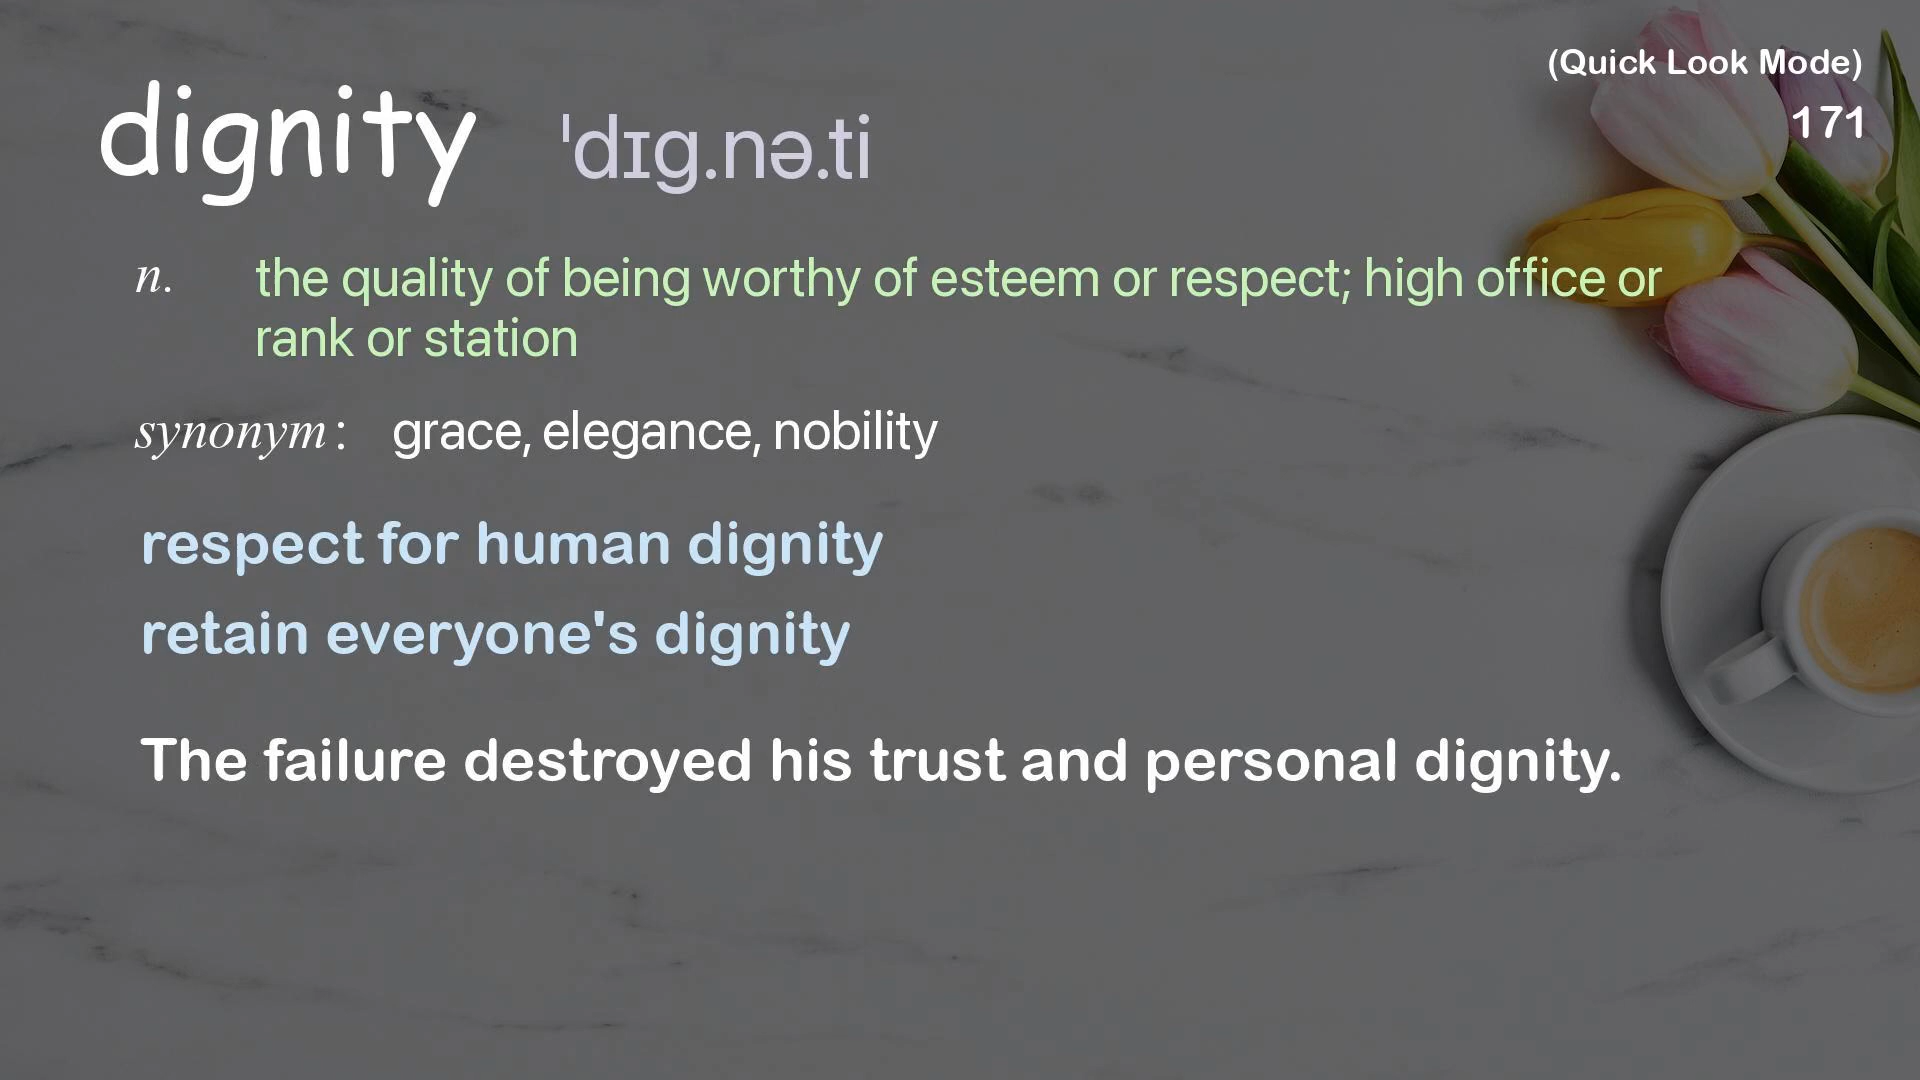 (Quick Look Mode)
171
dignity ˈdɪg.nə.ti
n. the quality of being worthy of esteem or respect; high office or
rank or station
synonym: grace, elegance, nobility
respect for human dignity
retain everyone's dignity
The failure destroyed his trust and personal dignity.